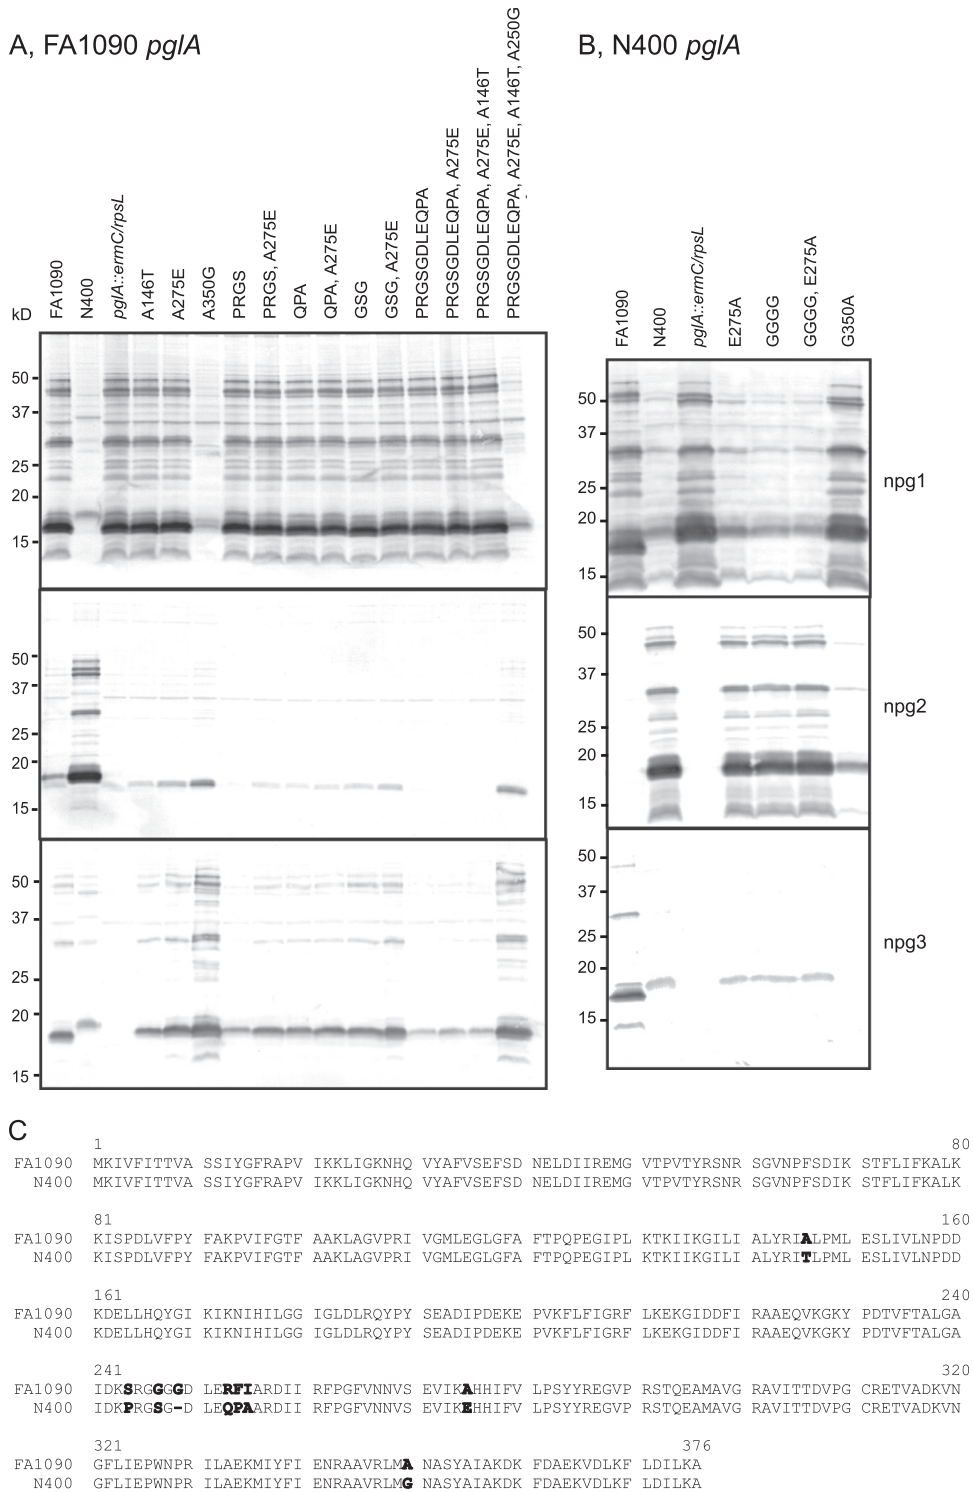 A, FA1090 pglA
B, N400 pglA
kD
FA1090
N400
pglA::ermC/rpsL
A146T
A275E
A350G
PRGS
PRGS, A275E
QPA
QPA, A275E
GSG
GSG, A275E
PRGSGDLEQPA
PRGSGDLEQPA, A275E
PRGSGDLEQPA, A275E, A146T
PRGSGDLEQPA, A275E, A146T, A250G
FA1090
N400
pglA::ermC/rpsL
E275A
GGGG
GGGG, E275A
G350A
50
37
25
20
15
50
37
25
20
15
50
37
25
20
15
50
37
25
20
15
npg1
50
37
25
20
15
npg2
50
37
25
20
15
npg3
C
1 80
FA1090 MKIVFITTVA SSIYGFRAPV IKKLIGKNHQ VYAFVSEFSD NELDIIREMG VTPVTYRSNR SGVNPFSDIK STFLIFKALK
N400 MKIVFITTVA SSIYGFRAPV IKKLIGKNHQ VYAFVSEFSD NELDIIREMG VTPVTYRSNR SGVNPFSDIK STFLIFKALK
81 160
FA1090 KISPDLVFPY FAKPVIFGTF AAKLAGVPRI VGMLEGLGFA FTPQPEGIPL KTKIIKGILI ALYRIALPML ESLIVLNPDD
N400 KISPDLVFPY FAKPVIFGTF AAKLAGVPRI VGMLEGLGFA FTPQPEGIPL KTKIIKGILI ALYRITLPML ESLIVLNPDD
161 240
FA1090 KDELLHQYGI KIKNIHILGG IGLDLRQYPY SEADIPDEKE PVKFLFIGRF LKEKGIDDFI RAAEQVKGKY PDTVFTALGA
N400 KDELLHQYGI KIKNIHILGG IGLDLRQYPY SEADIPDEKE PVKFLFIGRF LKEKGIDDFI RAAEQVKGKY PDTVFTALGA
241 320
FA1090 IDKSRGGGGD LERFIARDII RFPGFVNNVS EVIKAHHIFV LPSYYREGVP RSTQEAMAVG RAVITTDVPG CRETVADKVN
N400 IDKPRGSG-D LEQPAARDII RFPGFVNNVS EVIKEHHIFV LPSYYREGVP RSTQEAMAVG RAVITTDVPG CRETVADKVN
321 376
FA1090 GFLIEPWNPR ILAEKMIYFI ENRAAVRLMA NASYAIAKDK FDAEKVDLKF LDILKA
N400 GFLIEPWNPR ILAEKMIYFI ENRAAVRLMG NASYAIAKDK FDAEKVDLKF LDILKA